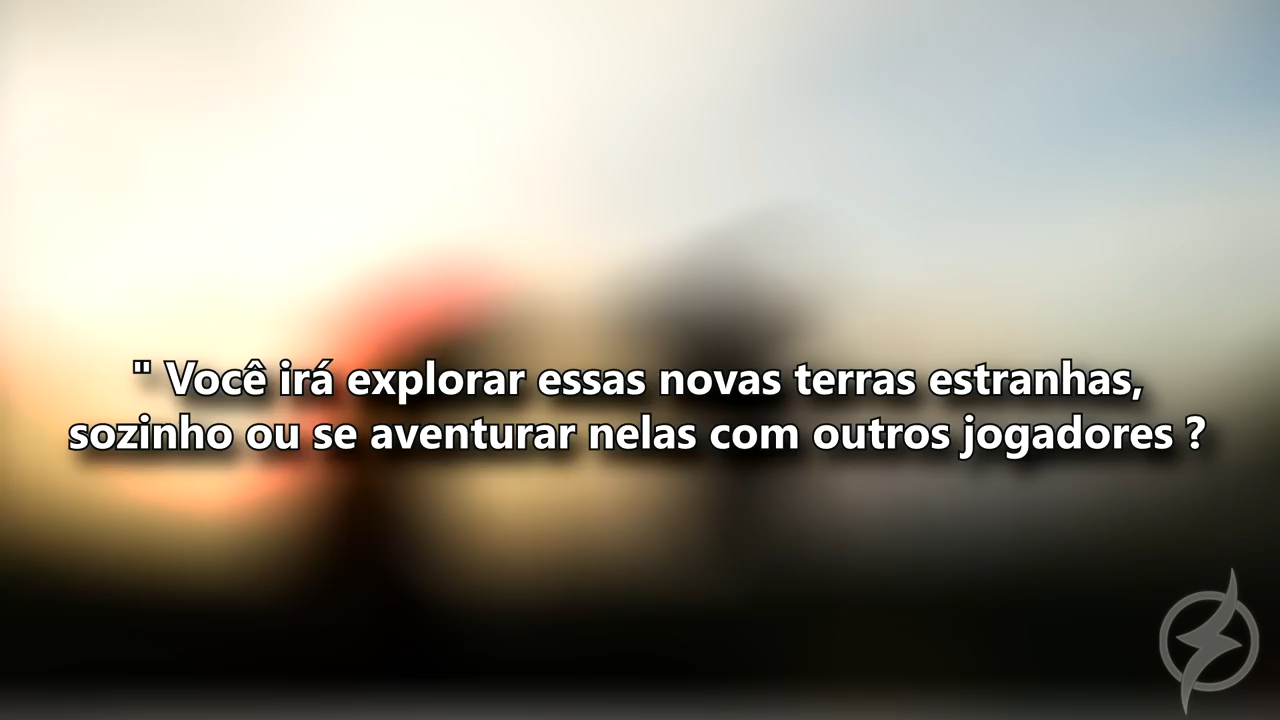 " Você irá explorar essas novas terras estranhas,
sozinho ou se aventurar nelas com outros jogadores ?